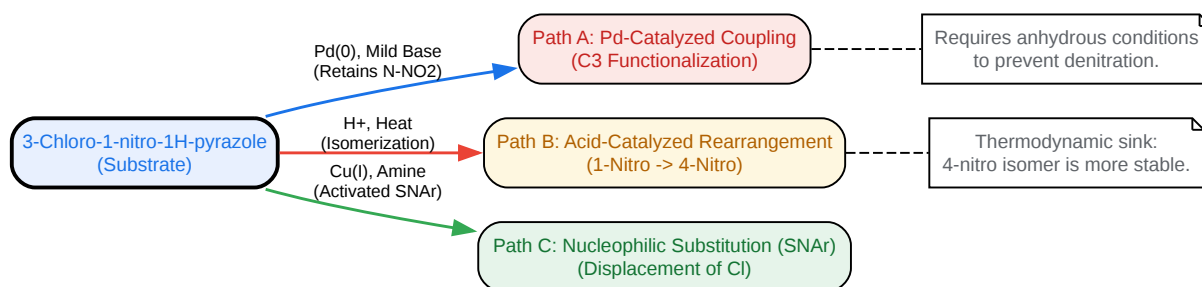 Pd(0), Mild Base
(Retains N-NO2)
Path A: Pd-Catalyzed Coupling
(C3 Functionalization)
Requires anhydrous conditions
to prevent denitration.
3-Chloro-1-nitro-1H-pyrazole
(Substrate)
H+, Heat
(Isomerization)
Path B: Acid-Catalyzed Rearrangement
(1-Nitro -> 4-Nitro)
Thermodynamic sink:
4-nitro isomer is more stable.
Cu(I), Amine
(Activated SNAr)
Path C: Nucleophilic Substitution (SNAr)
(Displacement of Cl)